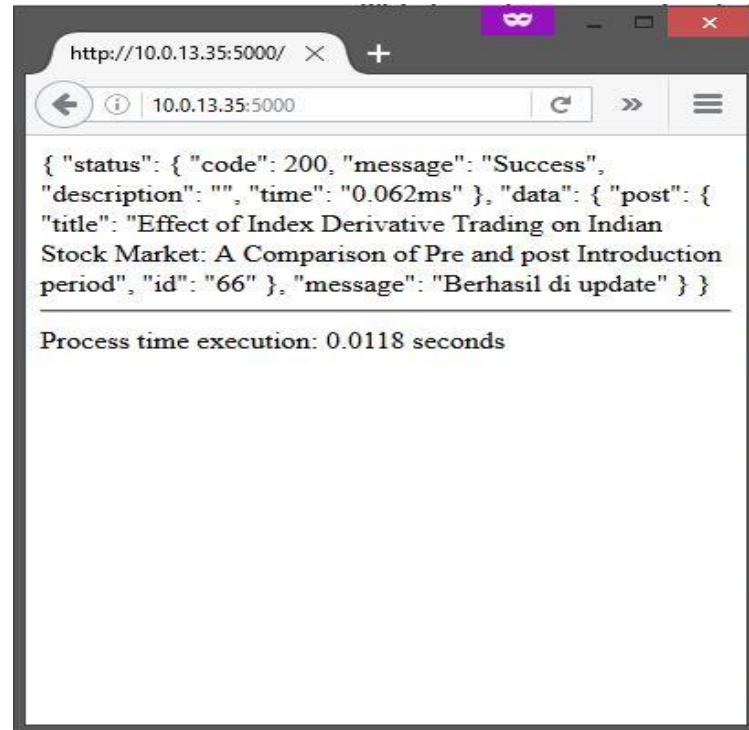 http://10.0.13.35:5000/
10.0.13.35:5000
{ "status": { "code": 200, "message": "Success",
"description": "", "time": "0.062ms" }, "data": { "post": {
"title": "Effect of Index Derivative Trading on Indian
Stock Market: A Comparison of Pre and post Introduction
period", "id": "66" }, "message": "Berhasil di update" } }
Process time execution: 0.0118 seconds